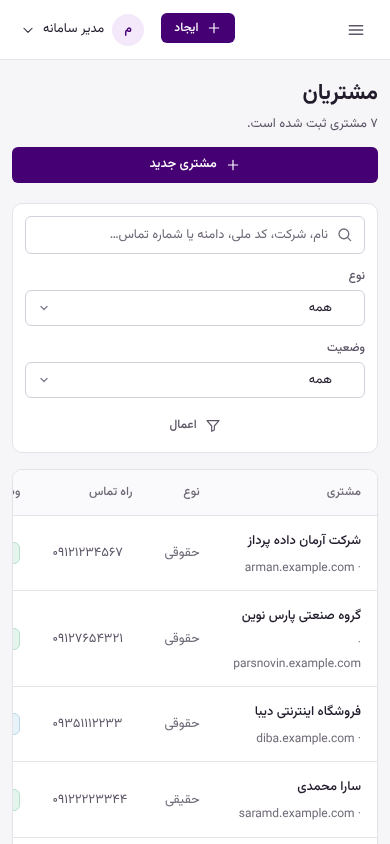 ایجاد
م
مدیر سامانه
مشتریان
۷ مشتری ثبت شده است.
مشتری جدید
نام، شرکت، کد ملی، دامنه یا شماره تماس...
نوع
همه
وضعیت
همه
اعمال
مشتری نوع راه تماس
شرکت آرمان داده پرداز
· arman.example.com
حقوقی
۰۹۱۲۱۲۳۴۵۶۷
گروه صنعتی پارس نوین
·
parsnovin.example.com
حقوقی
۰۹۱۲۷۶۵۴۳۲۱
فروشگاه اینترنتی دیبا
· diba.example.com
حقوقی
۰۹۳۵۱۱۱۲۲۳۳
سارا محمدی
· saramd.example.com
حقیقی
۰۹۱۲۲۲۲۳۳۴۴